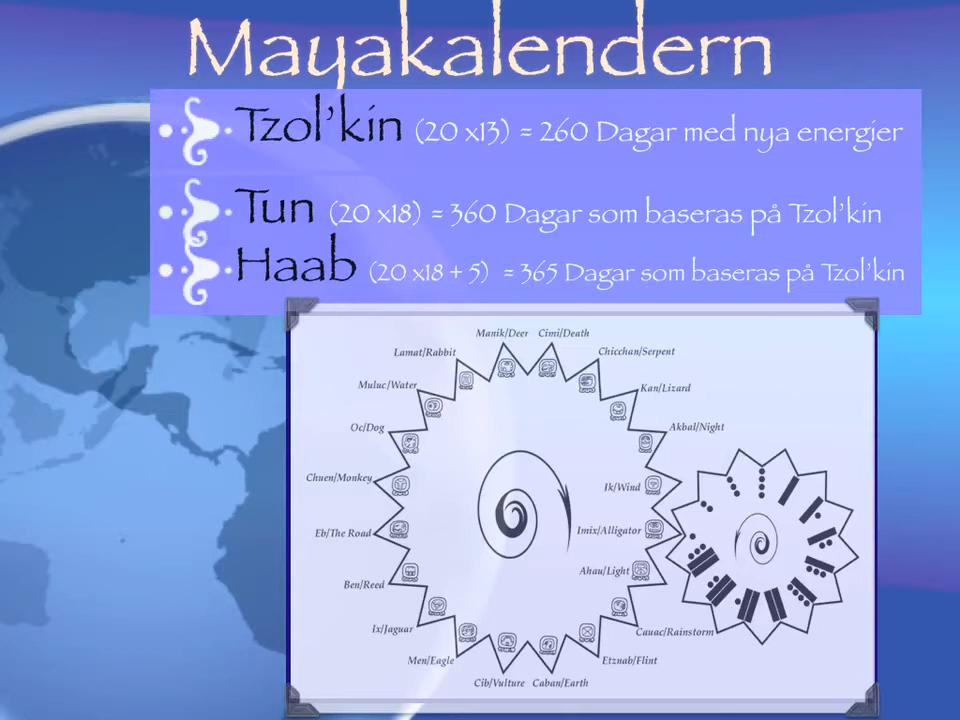 Mayakalendern
Tzol'kin (20 x13) = 260 Dagar med nya energier
Tun (20 x18) = 360 Dagar som baseras på Tzol'kin
Haab (20 x18 + 5) = 365 Dagar som baseras på Tzol'kin
Manik/Deer Cimi/Death
Lamat/Rabbit Chicchan/Serpent
Muluc/Water Kan/Lizard
Oc/Dog Akbal/Night
Chuen/Monkey Ik/Wind
Eb/The Road Imix/Alligator
Ben/Reed Ahau/Light
Ix/Jaguar Cauac/Rainstorm
Men/Eagle Etznab/Flint
Cib/Vulture Caban/Earth